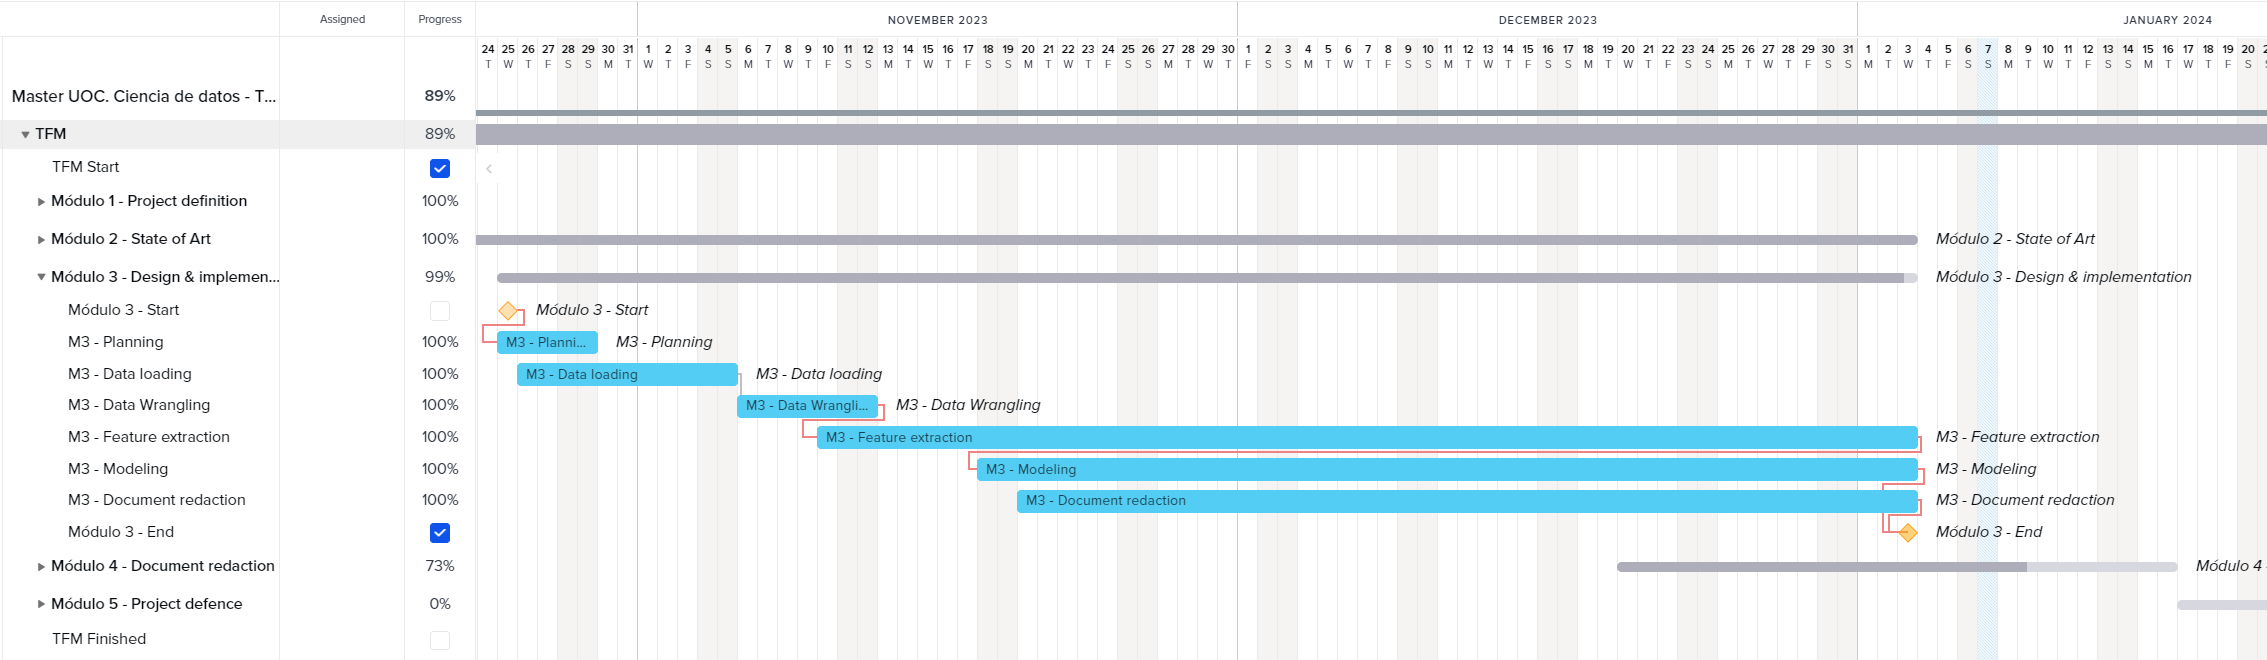 Assigned Progress NOVEMBER 2023 DECEMBER 2023 JANUARY 2024
24 25 26 27 28 29 30 31 1 2 3 4 5 6 7 8 9 10 11 12 13 14 15 16 17 18 19 20 21 22 23 24 25 26 27 28 29 30 1 2 3 4 5 6 7 8 9 10 11 12 13 14 15 16 17 18 19 20 21 22 23 24 25 26 27 28 29 30 31 1 2 3 4 5 6 7 8 9 10 11 12 13 14 15 16 17 18 19 20
T W T F S S M T W T F S S M T W T F S S M T W T F S S M T W T F S S M T W T F S S M T W T F S S M T W T F S S M T W T F S S M T W T F S S M T W T F S S M T W T F S S M T W T F S
Master UOC. Ciencia de datos - T... 89%
TFM 89%
TFM Start
Módulo 1 - Project definition 100%
Módulo 2 - State of Art 100% Módulo 2 - State of Art
Módulo 3 - Design & implemen... 99% Módulo 3 - Design & implementation
Módulo 3 - Start Módulo 3 - Start
M3 - Planning 100% M3 - Planni... M3 - Planning
M3 - Data loading 100% M3 - Data loading M3 - Data loading
M3 - Data Wrangling 100% M3 - Data Wrangli... M3 - Data Wrangling
M3 - Feature extraction 100% M3 - Feature extraction M3 - Feature extraction
M3 - Modeling 100% M3 - Modeling M3 - Modeling
M3 - Document redaction 100% M3 - Document redaction M3 - Document redaction
Módulo 3 - End Módulo 3 - End
Módulo 4 - Document redaction 73% Módulo 4
Módulo 5 - Project defence 0%
TFM Finished